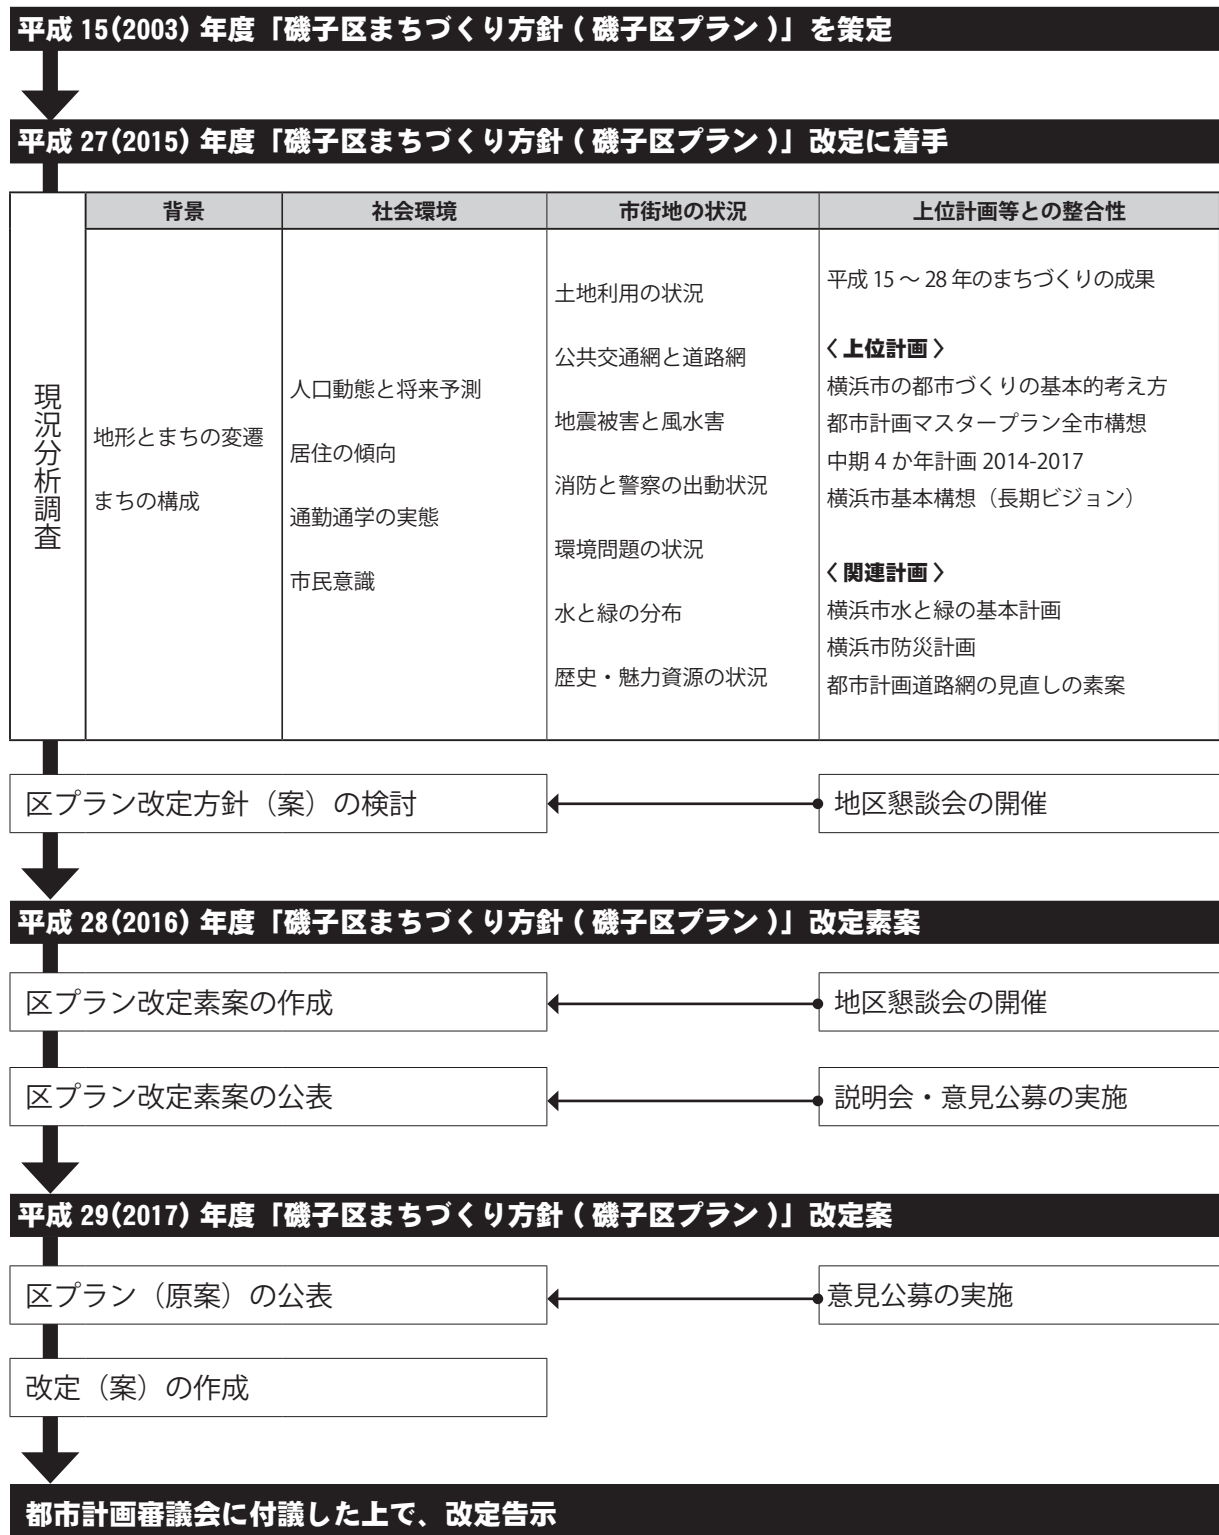 平成 15(2003) 年度「磯子区まちづくり方針 ( 磯子区プラン )」を策定
平成 27(2015) 年度「磯子区まちづくり方針 ( 磯子区プラン )」改定に着手
現況分析調査
背景
地形とまちの変遷
まちの構成
社会環境
人口動態と将来予測
居住の傾向
通勤通学の実態
市民意識
市街地の状況
土地利用の状況
公共交通網と道路網
地震被害と風水害
消防と警察の出動状況
環境問題の状況
水と緑の分布
歴史・魅力資源の状況
上位計画等との整合性
平成 15 〜 28 年のまちづくりの成果
〈 上位計画 〉
横浜市の都市づくりの基本的考え方
都市計画マスタープラン全市構想
中期 4 か年計画 2014-2017
横浜市基本構想（長期ビジョン）
〈 関連計画 〉
横浜市水と緑の基本計画
横浜市防災計画
都市計画道路網の見直しの素案
区プラン改定方針（案）の検討
地区懇談会の開催
平成 28(2016) 年度「磯子区まちづくり方針 ( 磯子区プラン )」改定素案
区プラン改定素案の作成
地区懇談会の開催
区プラン改定素案の公表
説明会・意見公募の実施
平成 29(2017) 年度「磯子区まちづくり方針 ( 磯子区プラン )」改定案
区プラン（原案）の公表
意見公募の実施
改定（案）の作成
都市計画審議会に付議した上で、改定告示